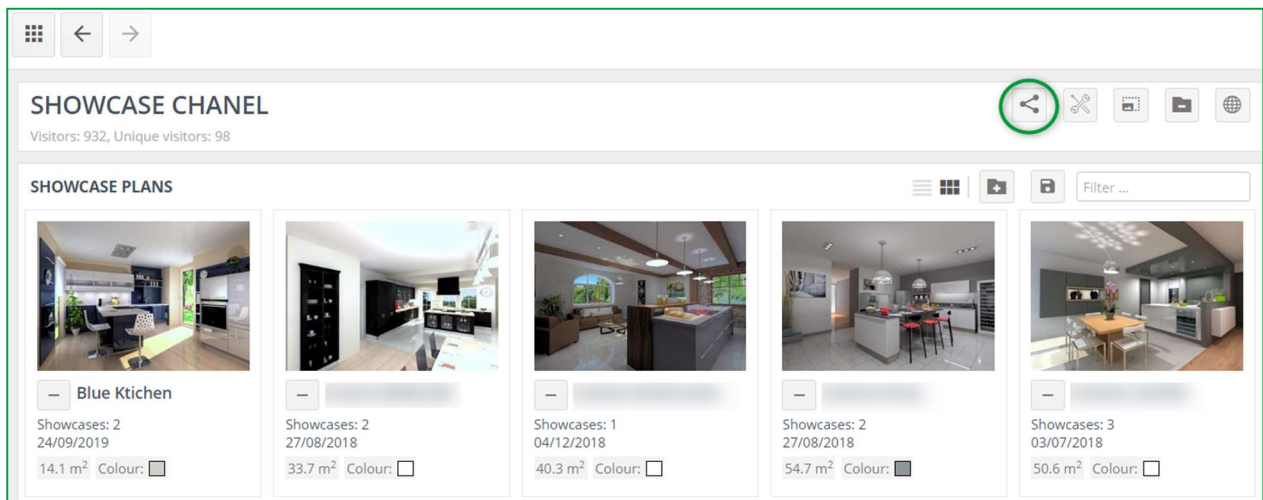 SHOWCASE CHANEL
Visitors: 932, Unique visitors: 98
SHOWCASE PLANS
Filter ...
Blue Ktichen
Showcases: 2
24/09/2019
14.1 m² Colour:
Showcases: 2
27/08/2018
33.7 m² Colour:
Showcases: 1
04/12/2018
40.3 m² Colour:
Showcases: 2
27/08/2018
54.7 m² Colour:
Showcases: 3
03/07/2018
50.6 m² Colour: